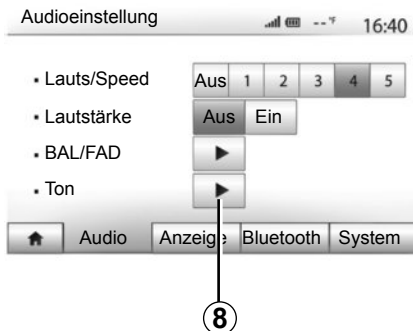 Audioeinstellung -- °F 16:40
▪ Lauts/Speed Aus 1 2 3 4 5
▪ Lautstärke Aus Ein
▪ BAL/FAD
▪ Ton
Audio Anzeige Bluetooth System
8